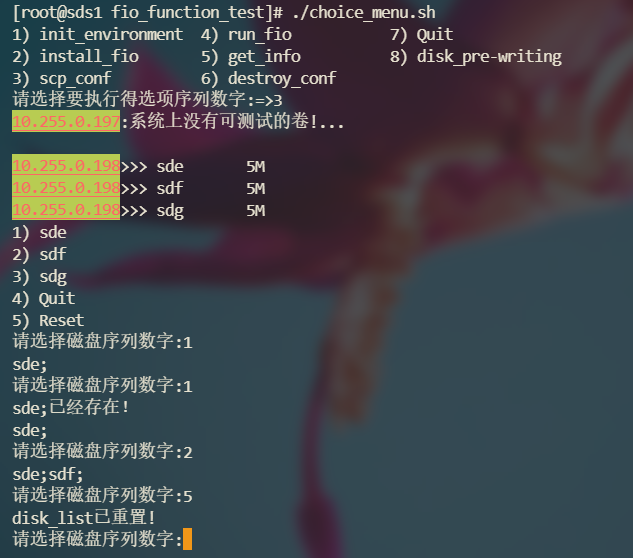 [root@sds1 fio_function_test]# ./choice_menu.sh
1) init_environment  4) run_fio          7) Quit
2) install_fio       5) get_info         8) disk_pre-writing
3) scp_conf          6) destroy_conf
请选择要执行得选项序列数字:=>3
10.255.0.197:系统上没有可测试的卷!...
10.255.0.198>>> sde       5M
10.255.0.198>>> sdf       5M
10.255.0.198>>> sdg       5M
1) sde
2) sdf
3) sdg
4) Quit
5) Reset
请选择磁盘序列数字:1
sde;
请选择磁盘序列数字:1
sde;已经存在!
sde;
请选择磁盘序列数字:2
sde;sdf;
请选择磁盘序列数字:5
disk_list已重置!
请选择磁盘序列数字: